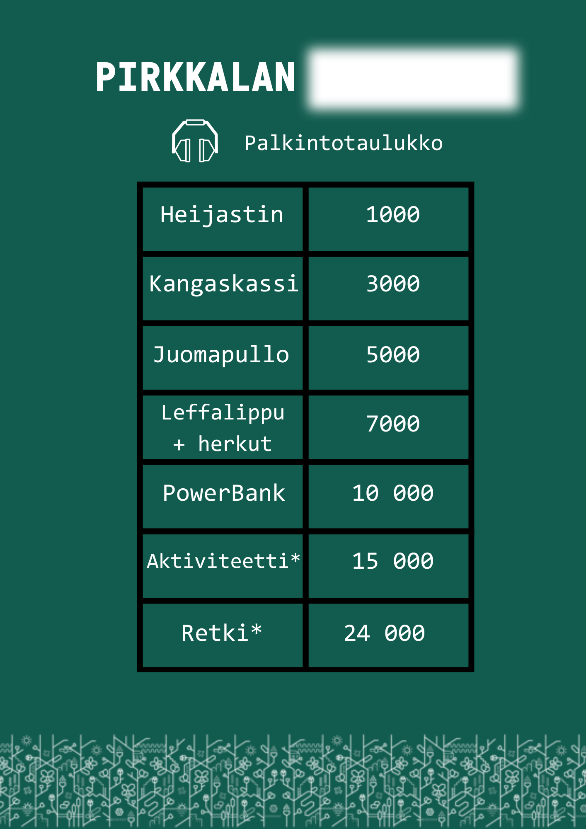 PIRKKALAN
Palkintotaulukko
Heijastin 1000
Kangaskassi 3000
Juomapullo 5000
Leffalippu
+ herkut 7000
PowerBank 10 000
Aktiviteetti* 15 000
Retki* 24 000